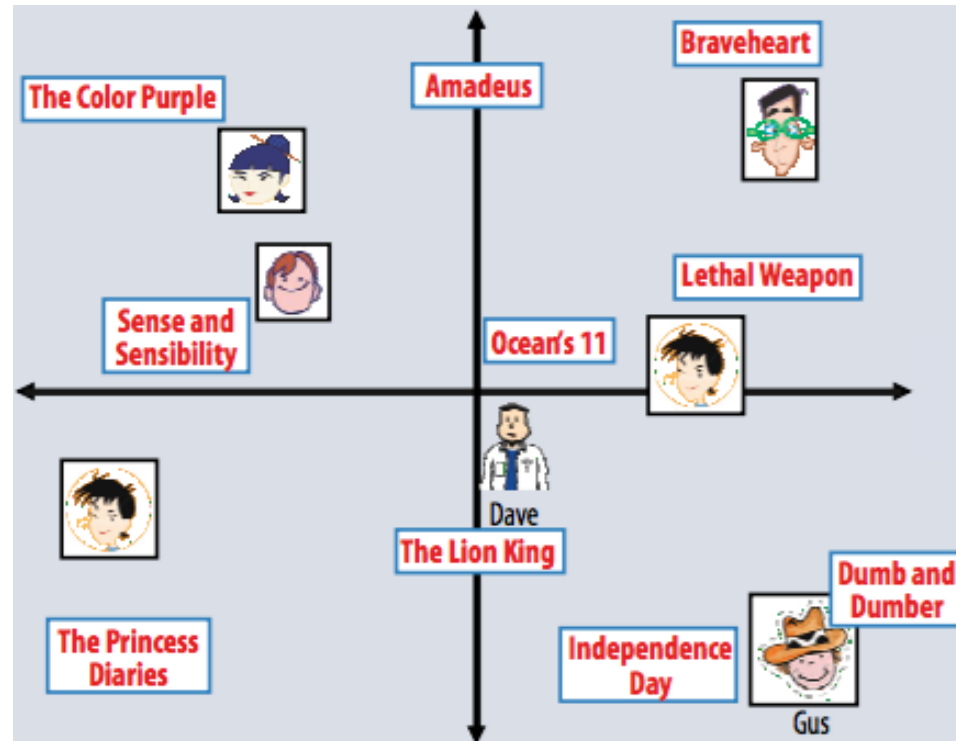 Braveheart
The Color Purple
Amadeus
Lethal Weapon
Sense and
Sensibility
Ocean's 11
Dave
The Lion King
Dumb and
Dumber
The Princess
Diaries
Independence
Day
Gus